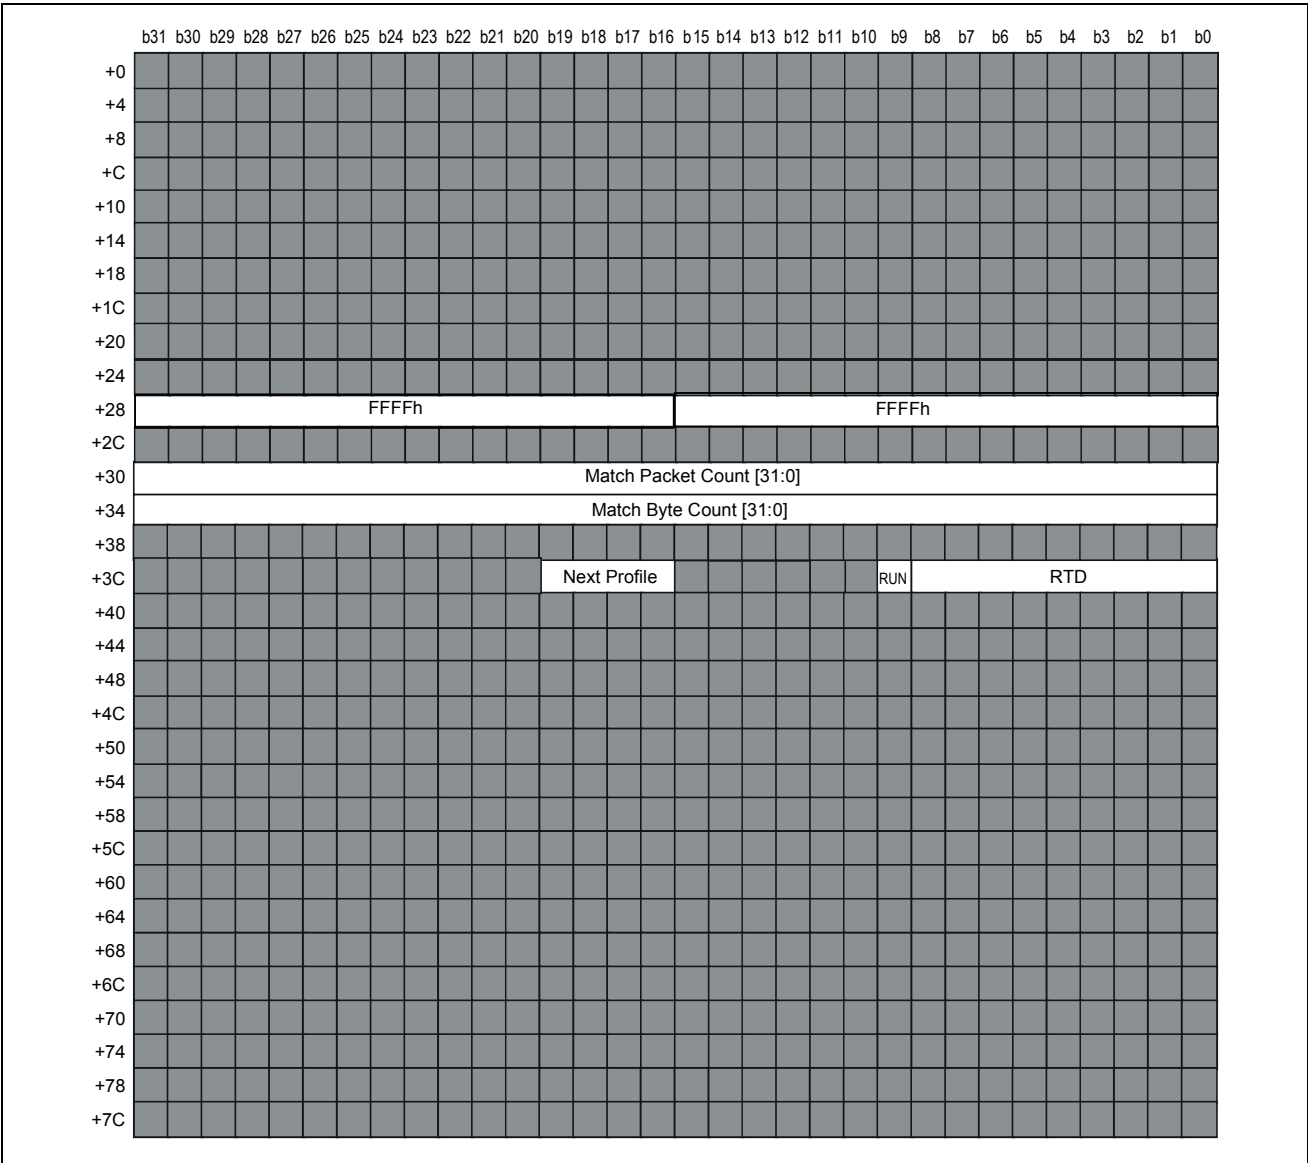 b31 b30 b29 b28 b27 b26 b25 b24 b23 b22 b21 b20 b19 b18 b17 b16 b15 b14 b13 b12 b11 b10 b9 b8 b7 b6 b5 b4 b3 b2 b1 b0
+0
+4
+8
+C
+10
+14
+18
+1C
+20
+24
+28 FFFFh FFFFh
+2C
+30 Match Packet Count [31:0]
+34 Match Byte Count [31:0]
+38
+3C Next Profile RUN RTD
+40
+44
+48
+4C
+50
+54
+58
+5C
+60
+64
+68
+6C
+70
+74
+78
+7C